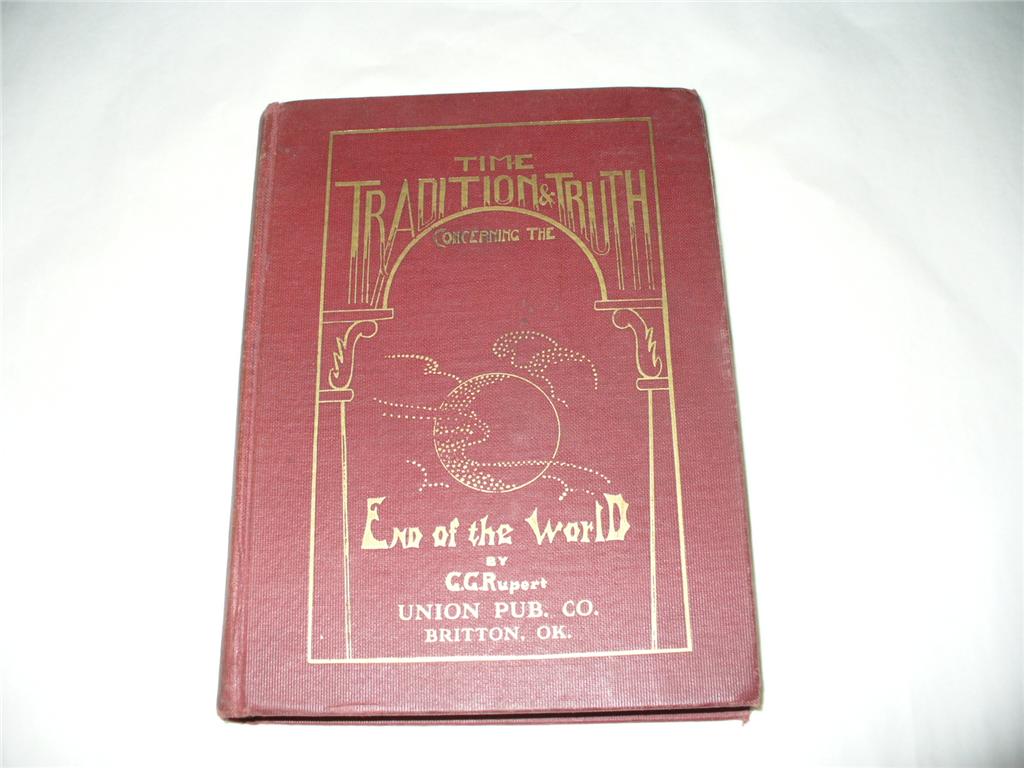 TIME
TRADITION & TRUTH
CONCERNING THE
END OF THE WORLD
BY
G.G. Rupert
UNION PUB. CO.
BRITTON, OK.